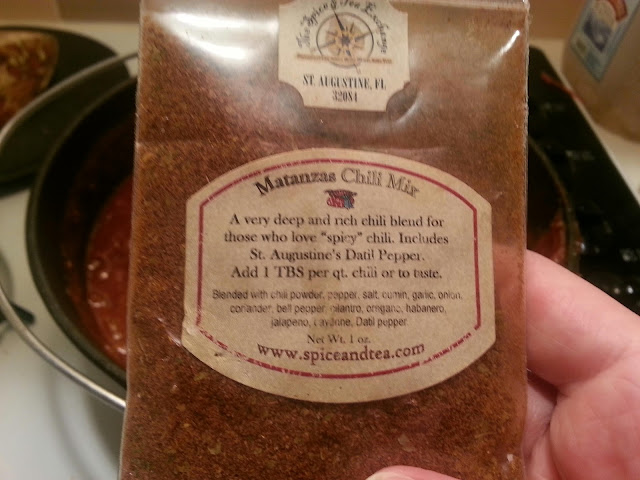 The Spice & Tea Exchange
ST. AUGUSTINE, FL
32084
Matanzas Chili Mix
A very deep and rich chili blend for
those who love "spicy" chili. Includes
St. Augustine's Datil Pepper.
Add 1 TBS per qt. chili or to taste.
Blended with chili powder, pepper, salt, cumin, garlic, onion,
coriander, bell pepper, cilantro, oregano, habanero,
jalapeno, cayenne, Datil pepper
Net Wt. 1 oz.
www.spiceandtea.com